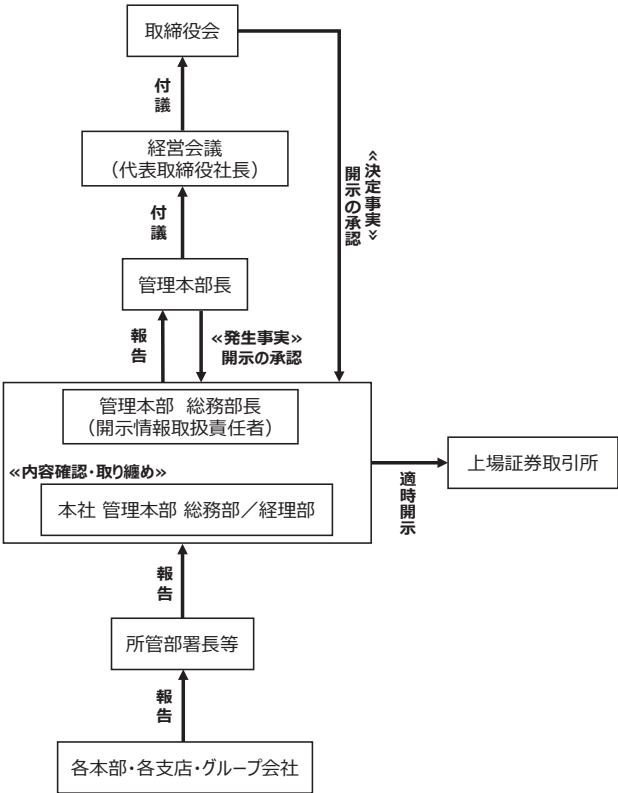 取締役会
付議
経営会議
（代表取締役社長）
≪決定事実≫
開示の承認
付議
管理本部長
報告
≪発生事実≫
開示の承認
管理本部 総務部長
（開示情報取扱責任者）
≪内容確認・取り纏め≫
本社 管理本部 総務部／経理部
適時開示
上場証券取引所
報告
所管部署長等
報告
各本部・各支店・グループ会社